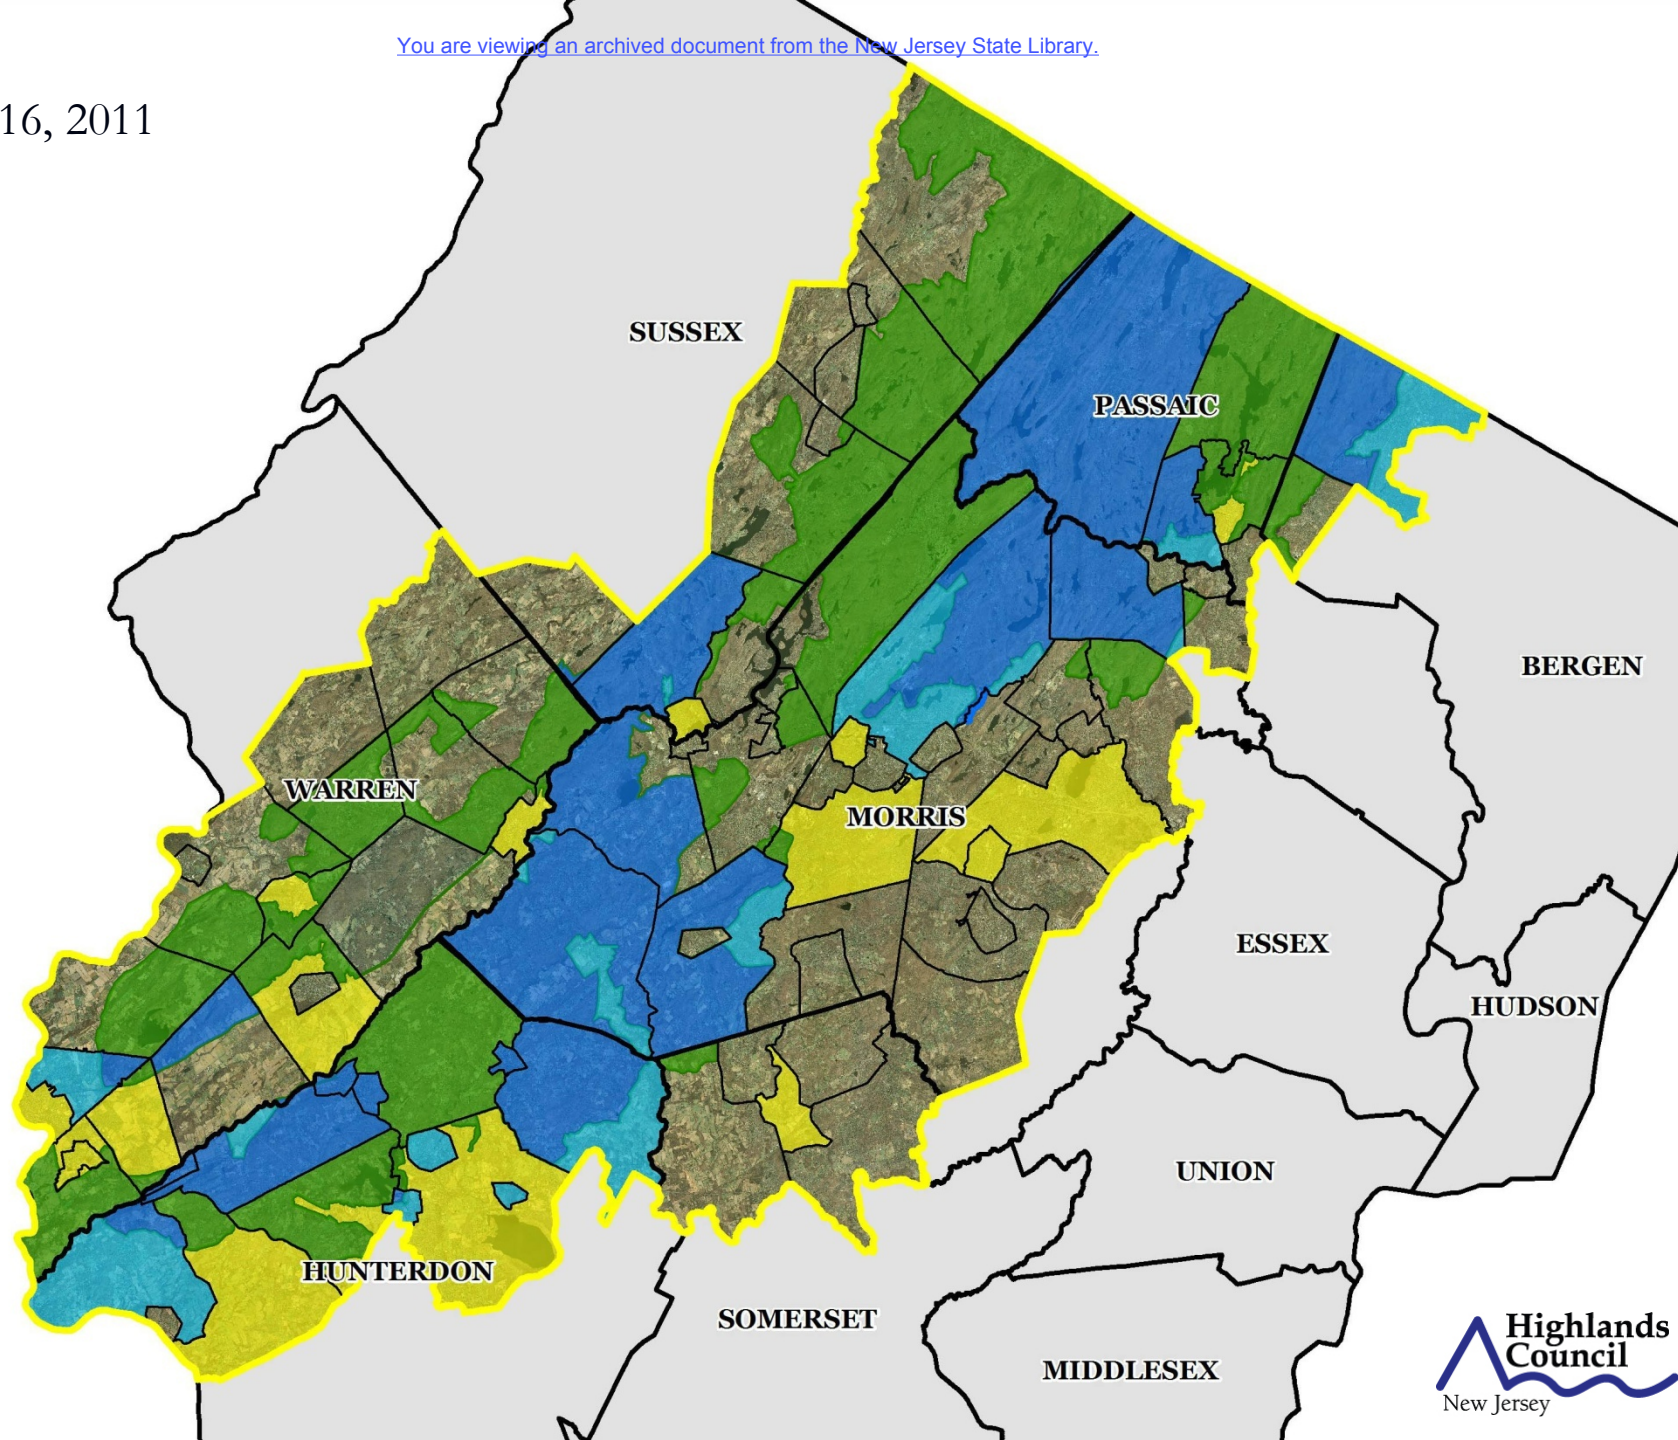 You are viewing an archived document from the New Jersey State Library.
16, 2011
SUSSEX
PASSAIC
BERGEN
WARREN
MORRIS
ESSEX
HUDSON
UNION
HUNTERDON
SOMERSET
MIDDLESEX
Highlands
Council
New Jersey